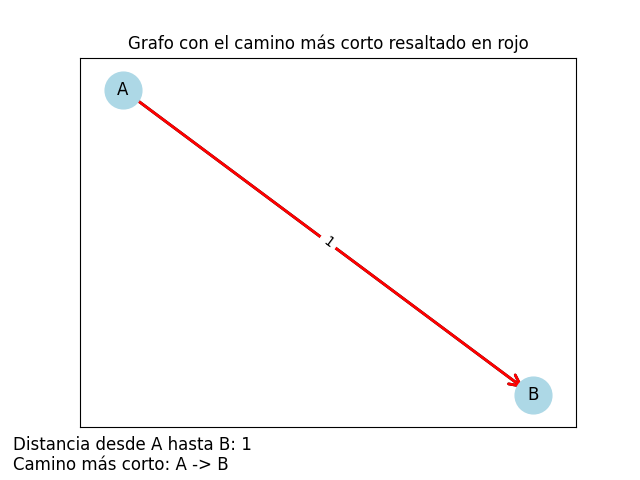 Grafo con el camino más corto resaltado en rojo
A
1
B
Distancia desde A hasta B: 1
Camino más corto: A -> B